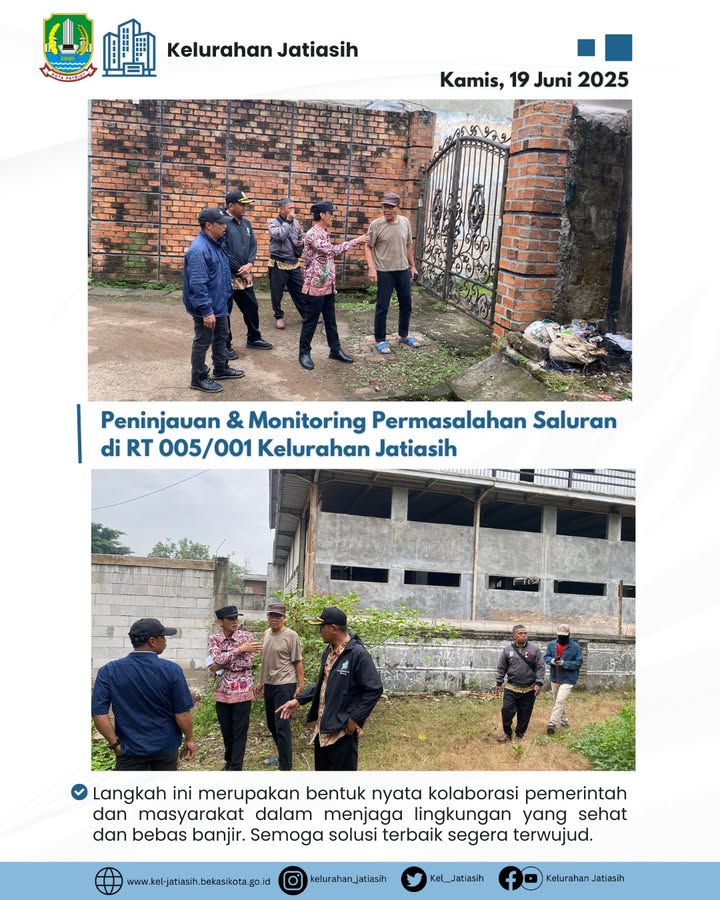 KOTA PATRIOT
Kelurahan Jatiasih
Kamis, 19 Juni 2025
Peninjauan & Monitoring Permasalahan Saluran
di RT 005/001 Kelurahan Jatiasih
Langkah ini merupakan bentuk nyata kolaborasi pemerintah
dan masyarakat dalam menjaga lingkungan yang sehat
dan bebas banjir. Semoga solusi terbaik segera terwujud.
www.kel-jatiasih.bekasikota.go.id
kelurahan_jatiasih
Kel__Jatiasih
Kelurahan Jatiasih